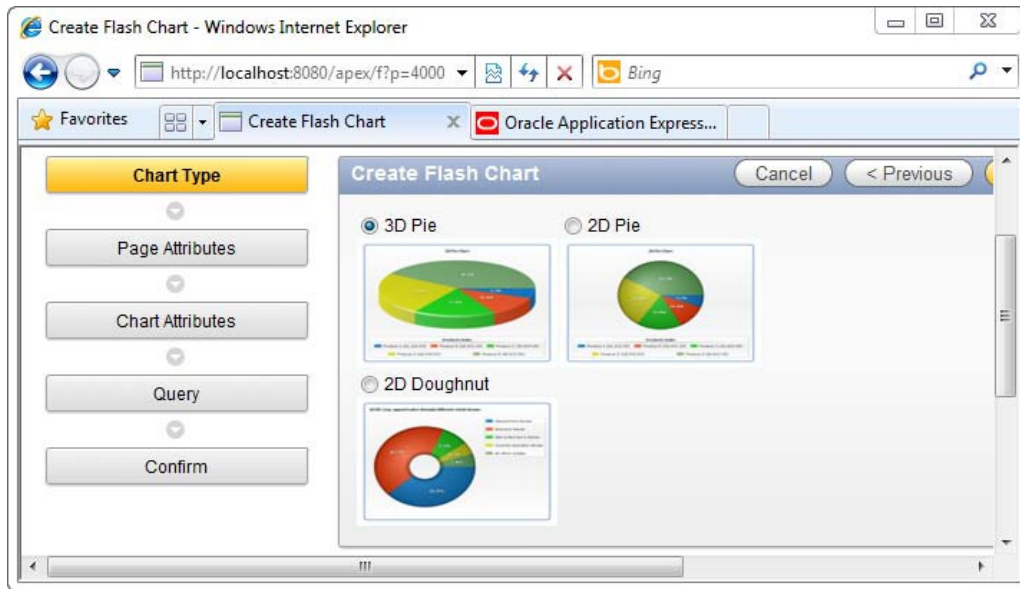 Create Flash Chart - Windows Internet Explorer
http://localhost:8080/apex/f?p=4000
Bing
Favorites
Create Flash Chart
Oracle Application Express...
Chart Type
Page Attributes
Chart Attributes
Query
Confirm
Create Flash Chart
Cancel
< Previous
3D Pie
2D Pie
2D Doughnut